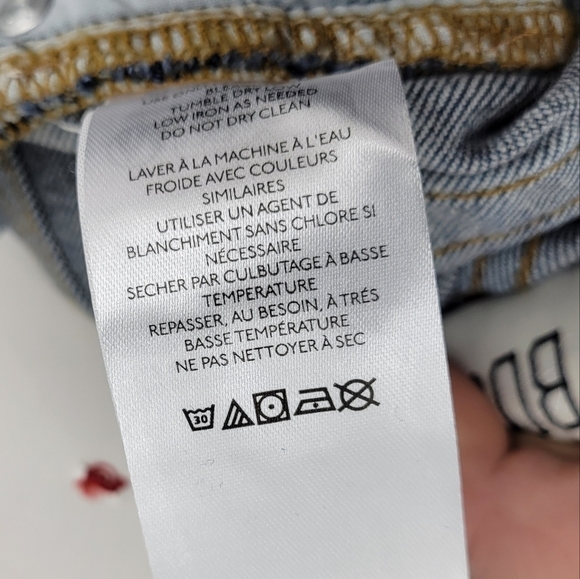 TUMBLE DRY LOW
LOW IRON AS NEEDED
DO NOT DRY CLEAN
LAVER À LA MACHINE À L'EAU
FROIDE AVEC COULEURS
SIMILAIRES
UTILISER UN AGENT DE
BLANCHIMENT SANS CHLORE SI
NÉCESSAIRE
SECHER PAR CULBUTAGE À BASSE
TEMPERATURE
REPASSER, AU BESOIN, À TRÉS
BASSE TEMPÉRATURE
NE PAS NETTOYER À SEC
30